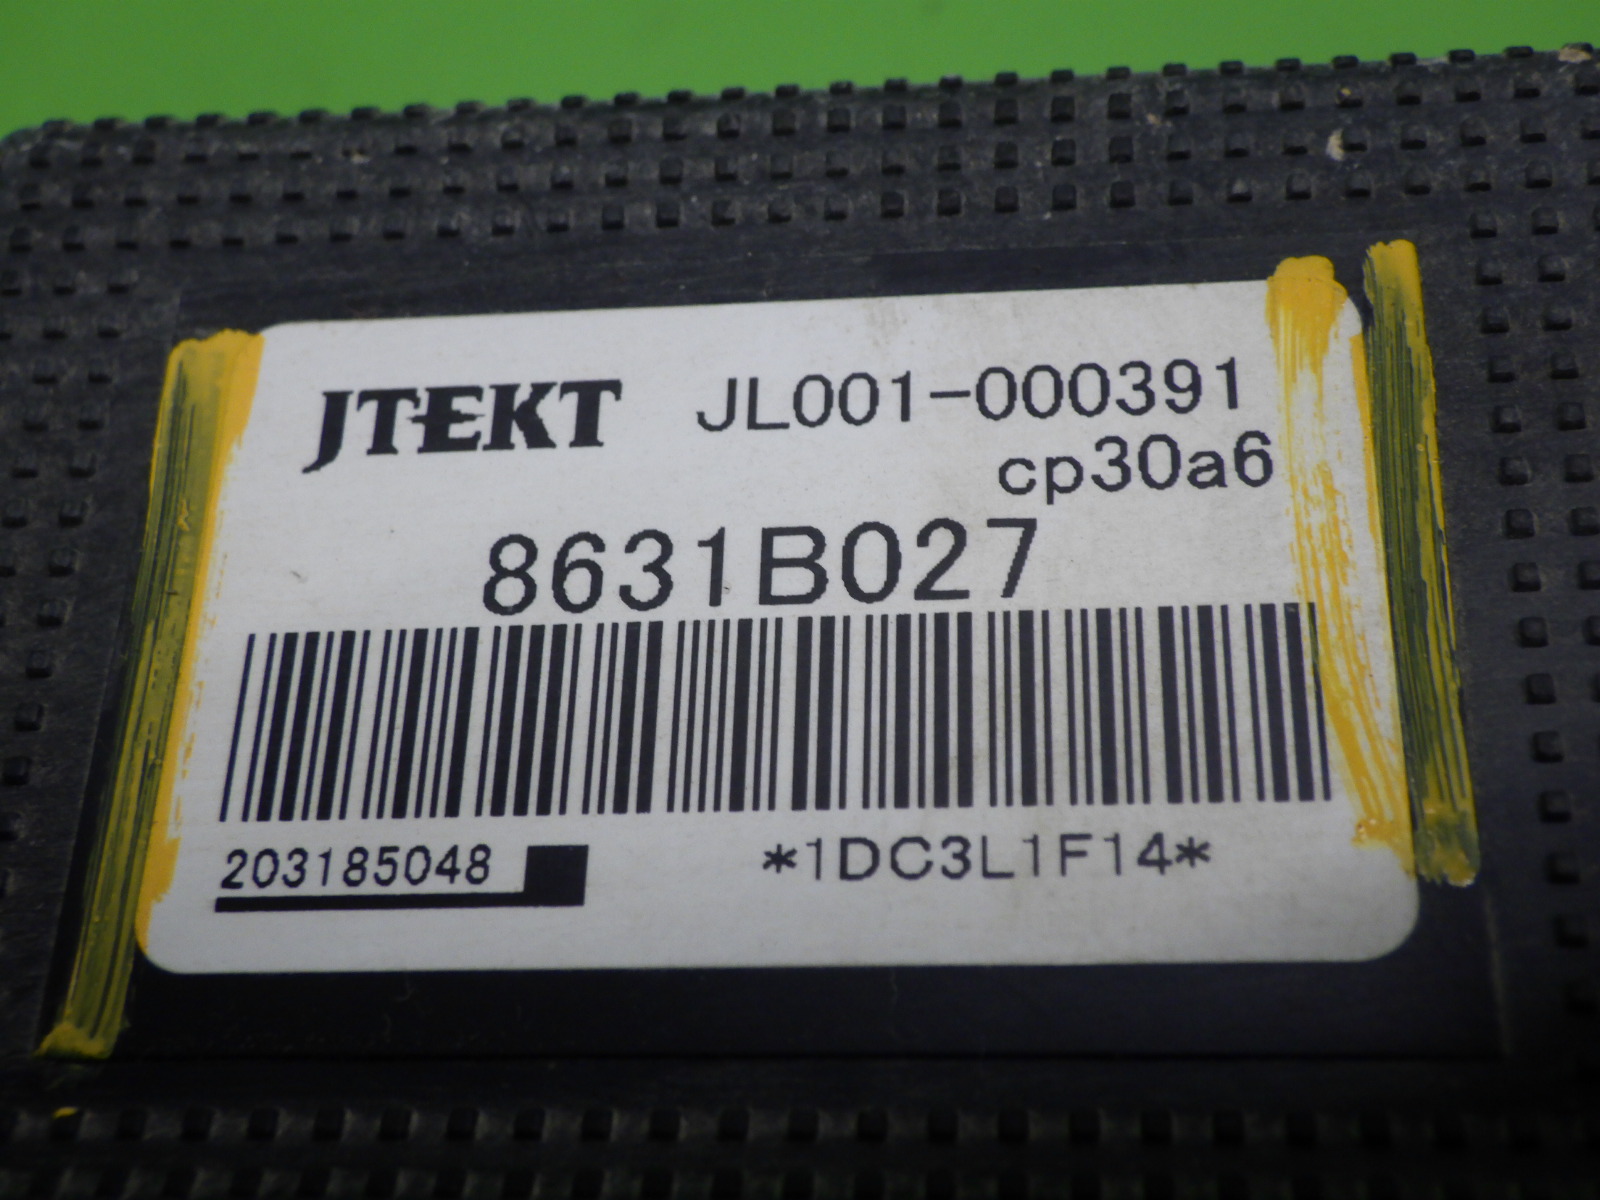 JTEKT JL001-000391
cp30a6
8631B027
203185048 *1DC3L1F14*